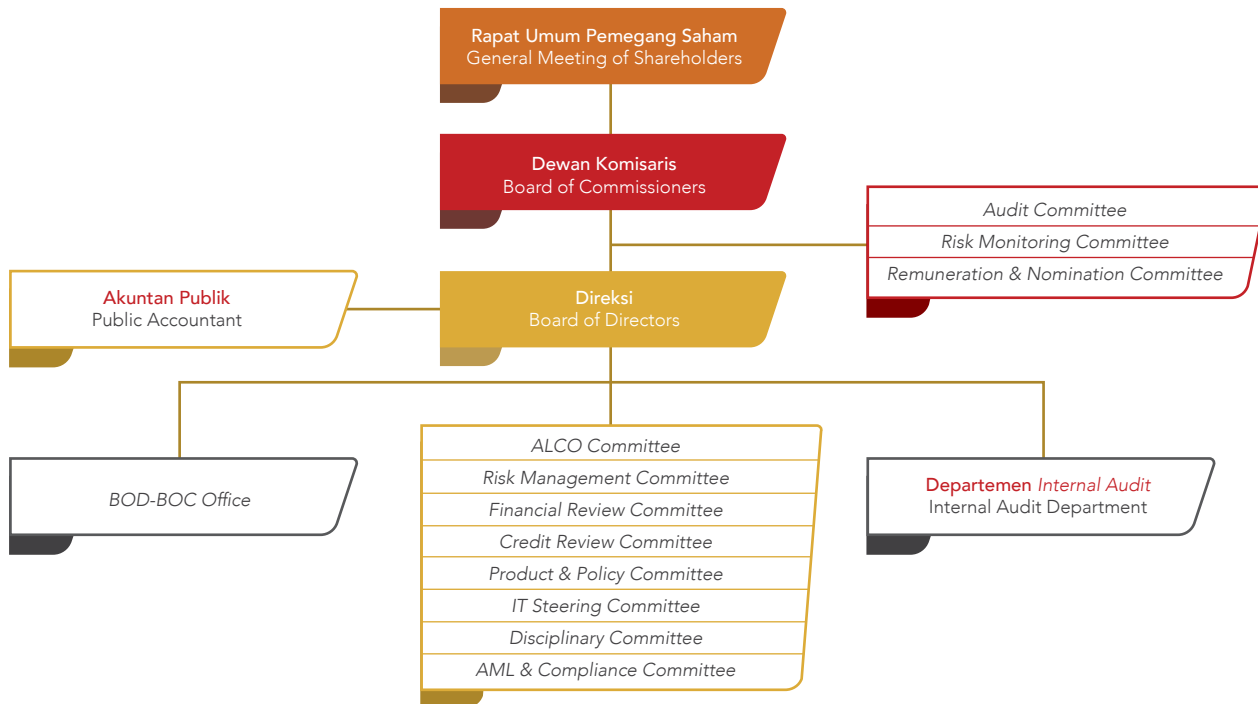 Rapat Umum Pemegang Saham
General Meeting of Shareholders
Dewan Komisaris
Board of Commissioners
Audit Committee
Risk Monitoring Committee
Remuneration & Nomination Committee
Akuntan Publik
Public Accountant
Direksi
Board of Directors
BOD-BOC Office
ALCO Committee
Risk Management Committee
Financial Review Committee
Credit Review Committee
Product & Policy Committee
IT Steering Committee
Disciplinary Committee
AML & Compliance Committee
Departemen Internal Audit
Internal Audit Department